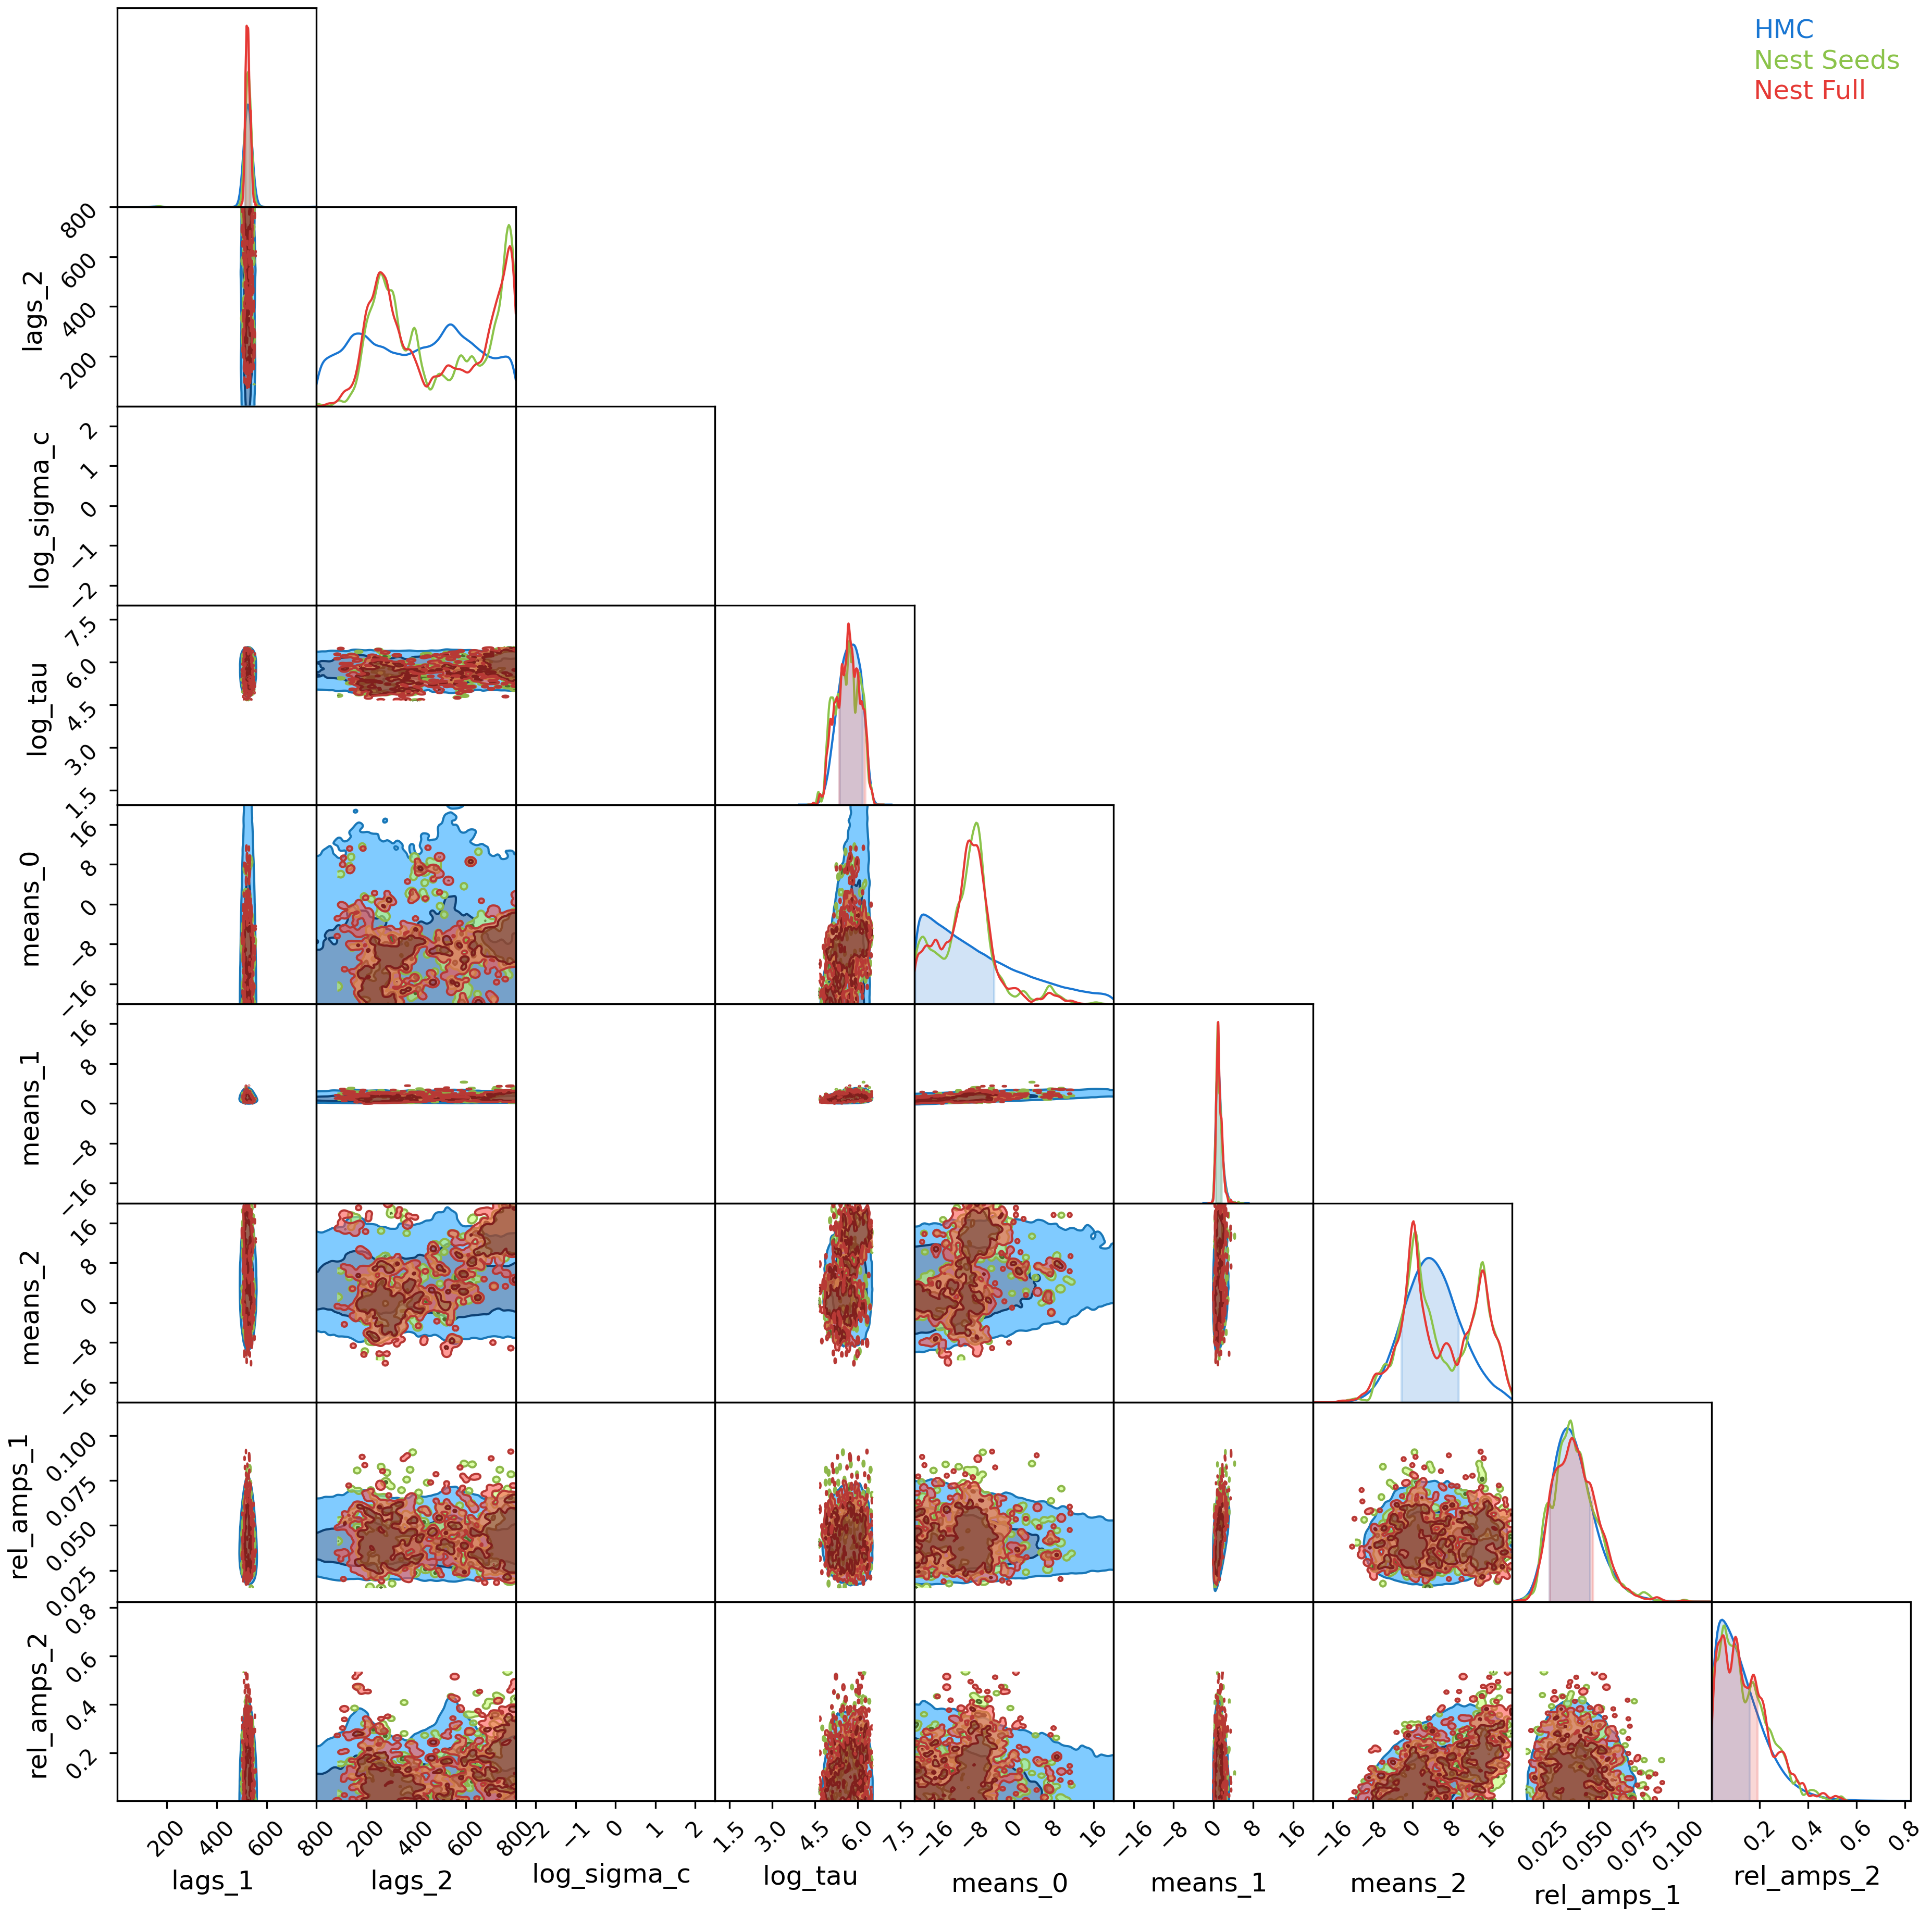 HMC
Nest Seeds
Nest Full
800
600
400
200
lags_2
2
1
0
−1
−2
log_sigma_c
7.5
6.0
4.5
3.0
1.5
log_tau
16
8
0
−8
−16
means_0
16
8
0
−8
−16
means_1
16
8
0
−8
−16
means_2
0.100
0.075
0.050
0.025
rel_amps_1
0.8
0.6
0.4
0.2
rel_amps_2
200 400 600 800
200 400 600 800
−2 −1 0 1 2
1.5 3.0 4.5 6.0 7.5
−16 −8 0 8 16
−16 −8 0 8 16
−16 −8 0 8 16
0.025 0.050 0.075 0.100
0.2 0.4 0.6 0.8
lags_1 lags_2 log_sigma_c log_tau means_0 means_1 means_2 rel_amps_1 rel_amps_2